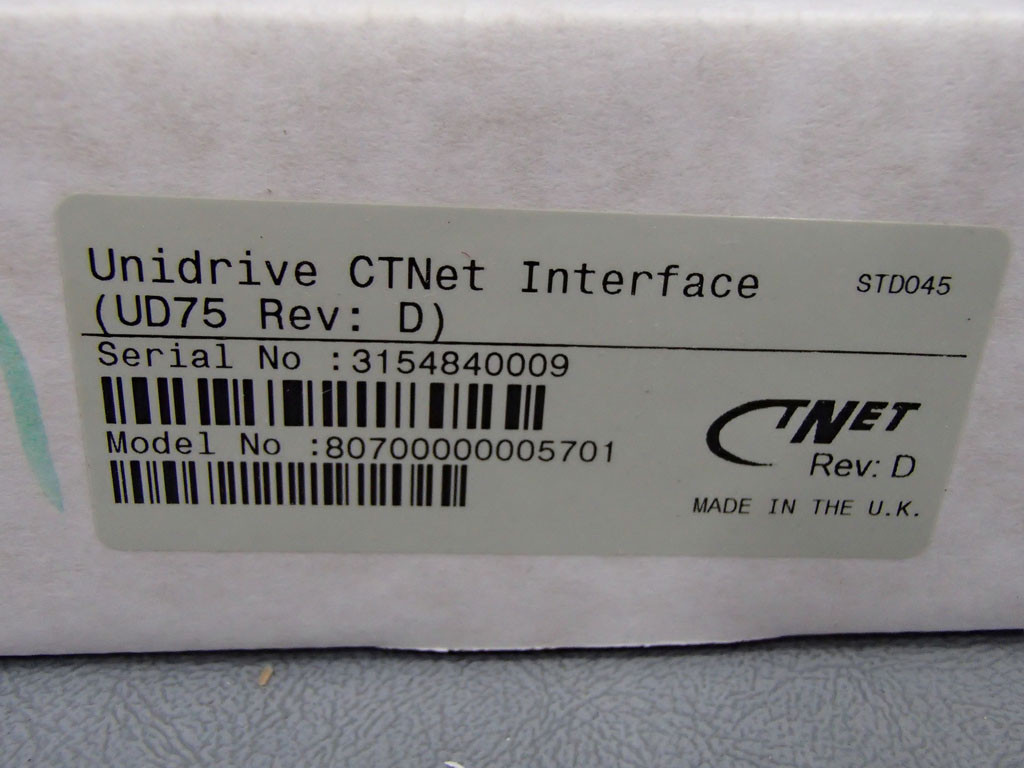 Unidrive CTNet Interface STD045
(UD75 Rev: D)
Serial No :3154840009
Model No :80700000005701
CTNET
Rev: D
MADE IN THE U.K.